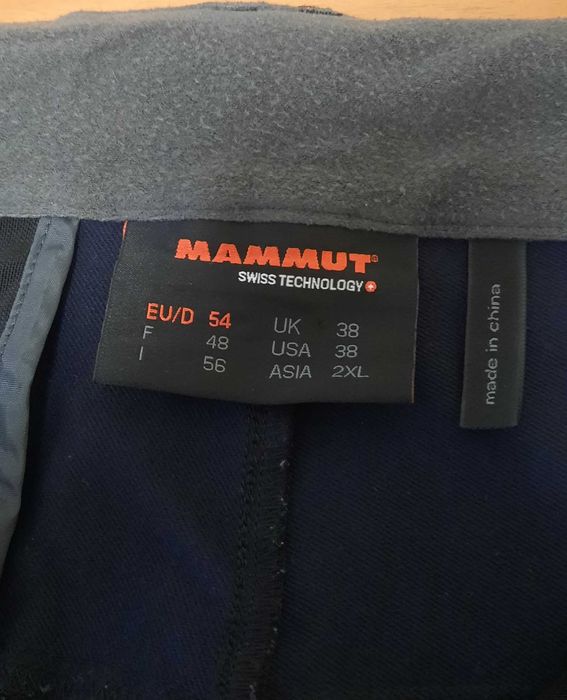 MAMMUT®
SWISS TECHNOLOGY
EU/D 54
F 48
I 56
UK 38
USA 38
ASIA 2XL
made in china